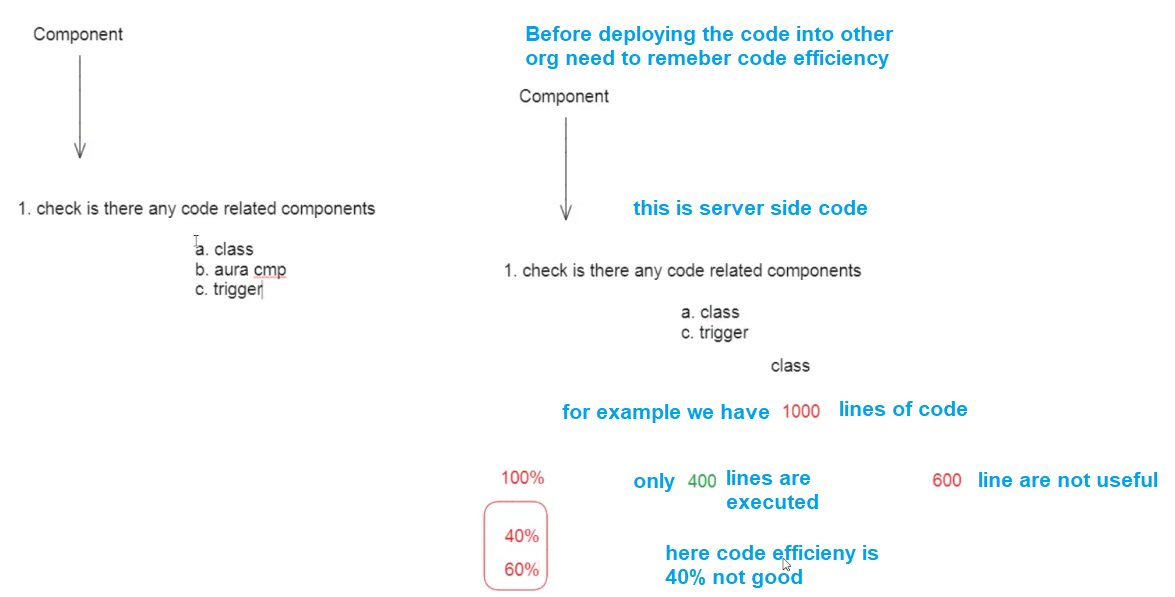 Component
1. check is there any code related components
a. class
b. aura cmp
c. trigger
Before deploying the code into other
org need to remeber code efficiency
Component
this is server side code
1. check is there any code related components
a. class
c. trigger
class
for example we have 1000 lines of code
100%
40%
60%
only 400 lines are
executed
600 line are not useful
here code efficieny is
40% not good